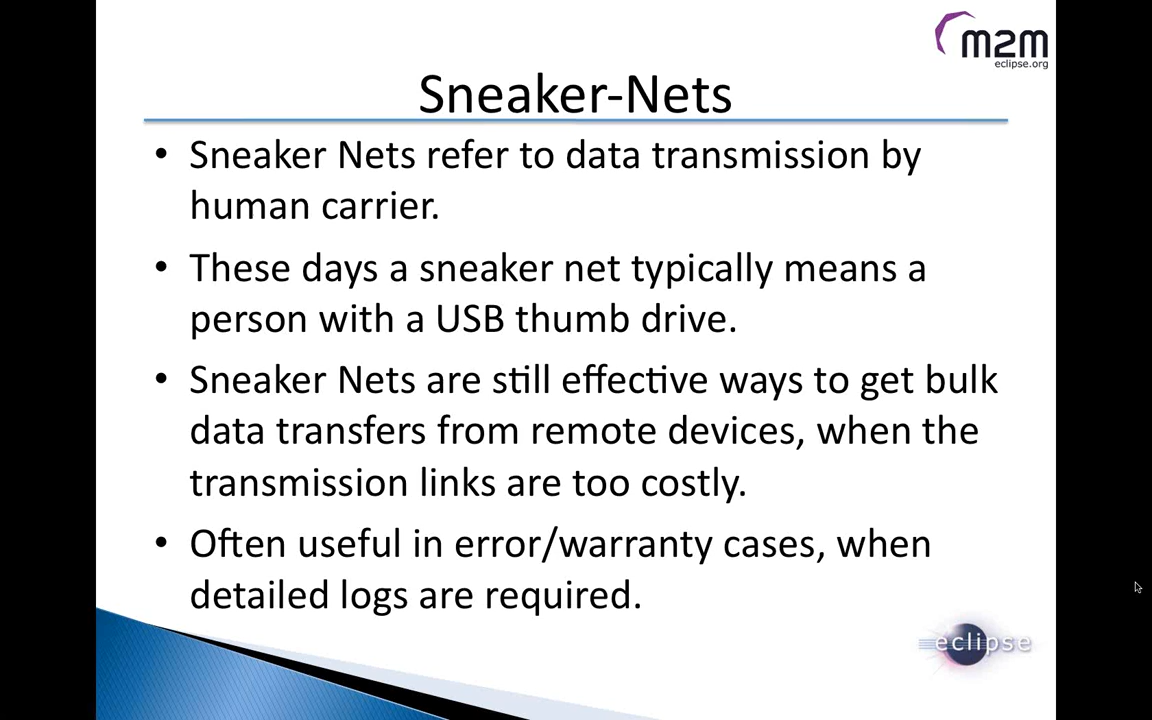 m2m
eclipse.org
Sneaker-Nets
• Sneaker Nets refer to data transmission by
human carrier.
• These days a sneaker net typically means a
person with a USB thumb drive.
• Sneaker Nets are still effective ways to get bulk
data transfers from remote devices, when the
transmission links are too costly.
• Often useful in error/warranty cases, when
detailed logs are required.
eclipse